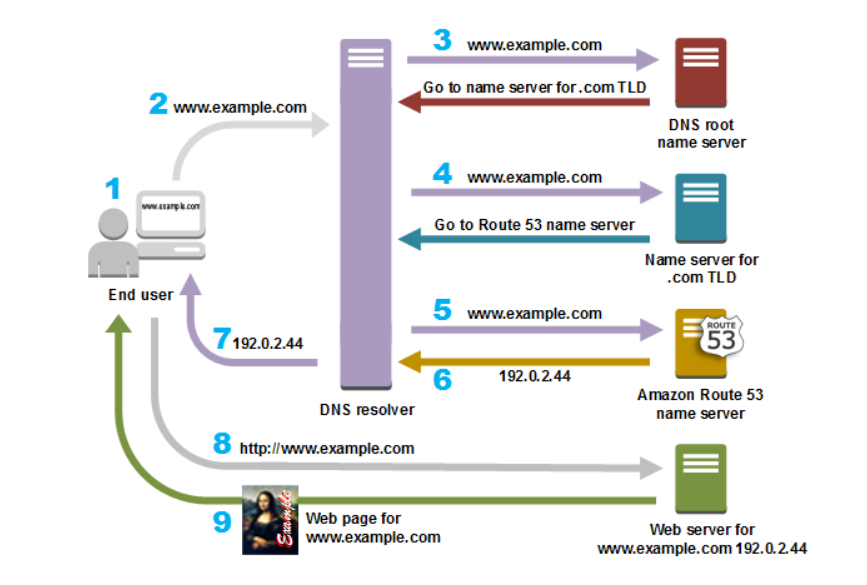 3 www.example.com
Go to name server for .com TLD
DNS root
name server
2 www.example.com
1
www.example.com
End user
4 www.example.com
Go to Route 53 name server
Name server for
.com TLD
5 www.example.com
ROUTE
53
6 192.0.2.44
Amazon Route 53
name server
7 192.0.2.44
DNS resolver
8 http://www.example.com
9 Example
Web page for
www.example.com
Web server for
www.example.com 192.0.2.44